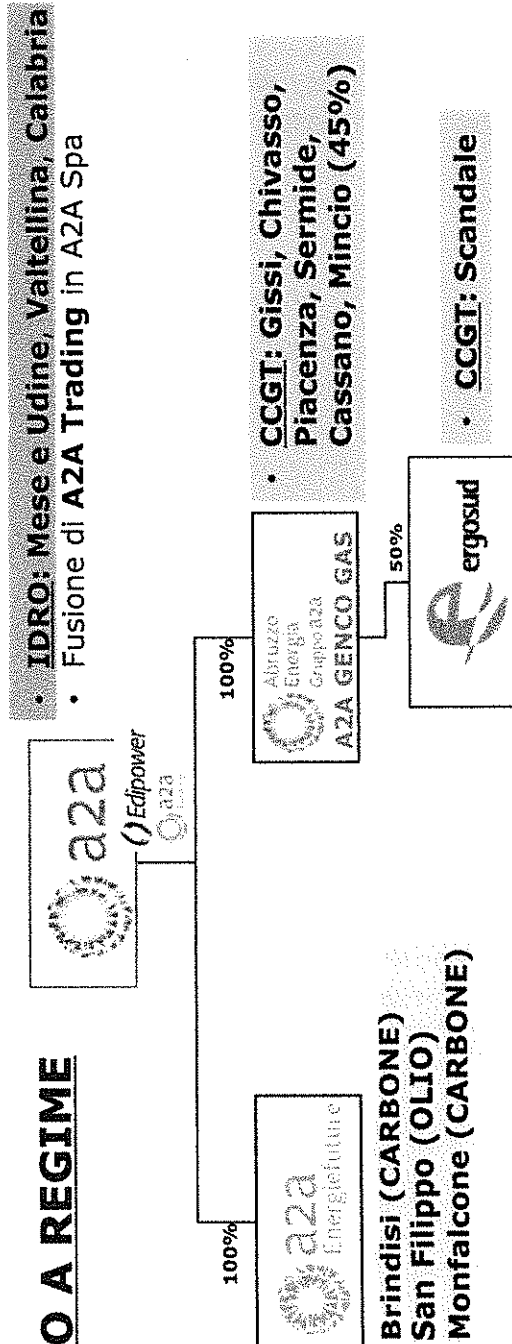 O A REGIME
a2a
Edipower
a2a
• IDRO: Mese e Udine, Valtellina, Calabria
• Fusione di A2A Trading in A2A Spa
100%
a2a
Energiefuture
Brindisi (CARBONE)
San Filippo (OLIO)
Monfalcone (CARBONE)
100%
Abruzzo
Energia
Gruppo a2a
A2A GENCO GAS
• CCGT: Gissi, Chivasso,
Piacenza, Sermide,
Cassano, Mincio (45%)
50%
ergosud
• CCGT: Scandale